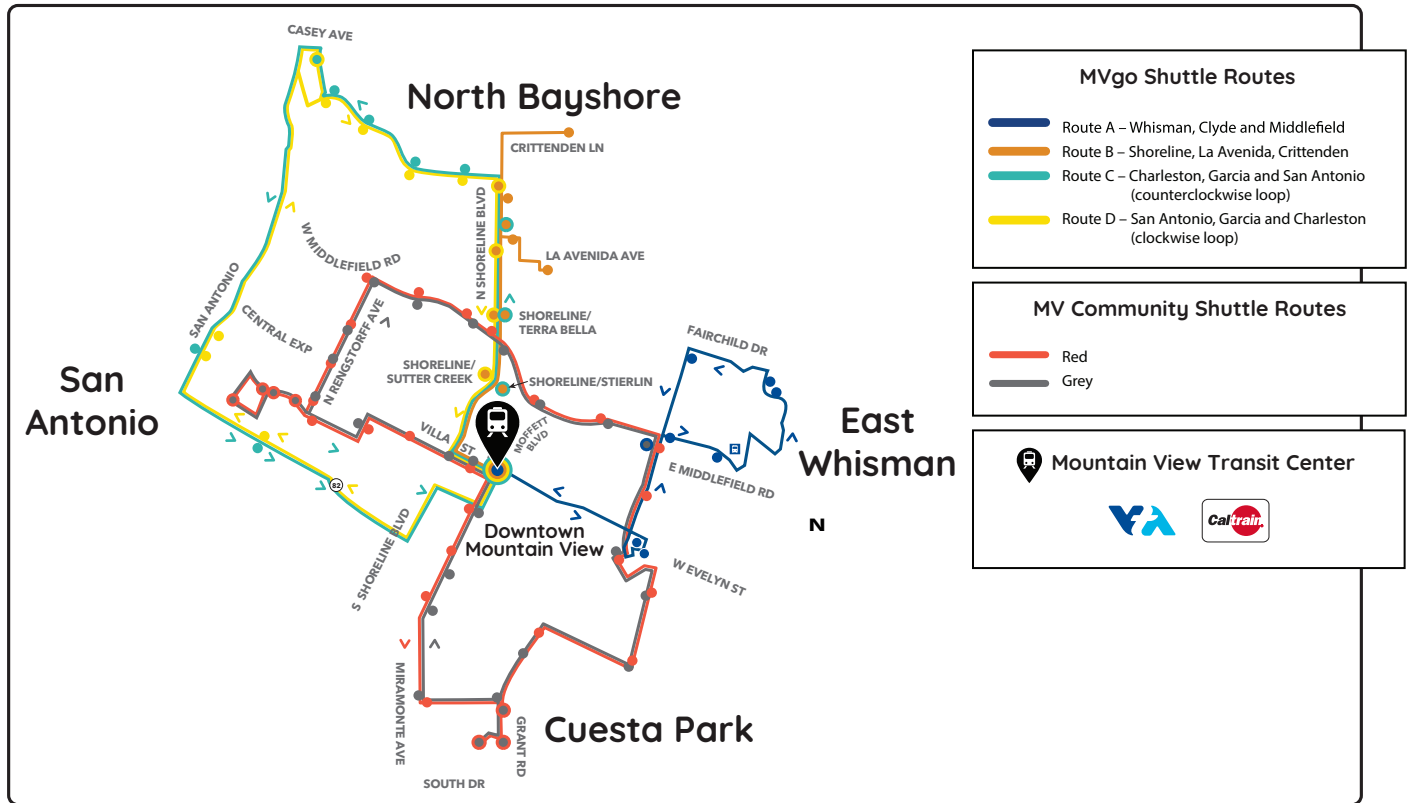 CASEY AVE
North Bayshore
CRITTENDEN LN
N SHORELINE BLVD
LA AVENIDA AVE
W MIDDLEFIELD RD
SAN ANTONIO
CENTRAL EXP
N RENGSTORFF AVE
SHORELINE/
TERRA BELLA
SHORELINE/
SUTTER CREEK
SHORELINE/STIERLIN
FAIRCHILD DR
San
Antonio
VILLA ST
MOFFETT
BLVD
East
Whisman
E MIDDLEFIELD RD
82
N
Downtown
Mountain View
S SHORELINE BLVD
W EVELYN ST
MIRAMONTE AVE
Cuesta Park
GRANT RD
SOUTH DR
MVgo Shuttle Routes
Route A – Whisman, Clyde and Middlefield
Route B – Shoreline, La Avenida, Crittenden
Route C – Charleston, Garcia and San Antonio
(counterclockwise loop)
Route D – San Antonio, Garcia and Charleston
(clockwise loop)
MV Community Shuttle Routes
Red
Grey
Mountain View Transit Center
VTA
Caltrain